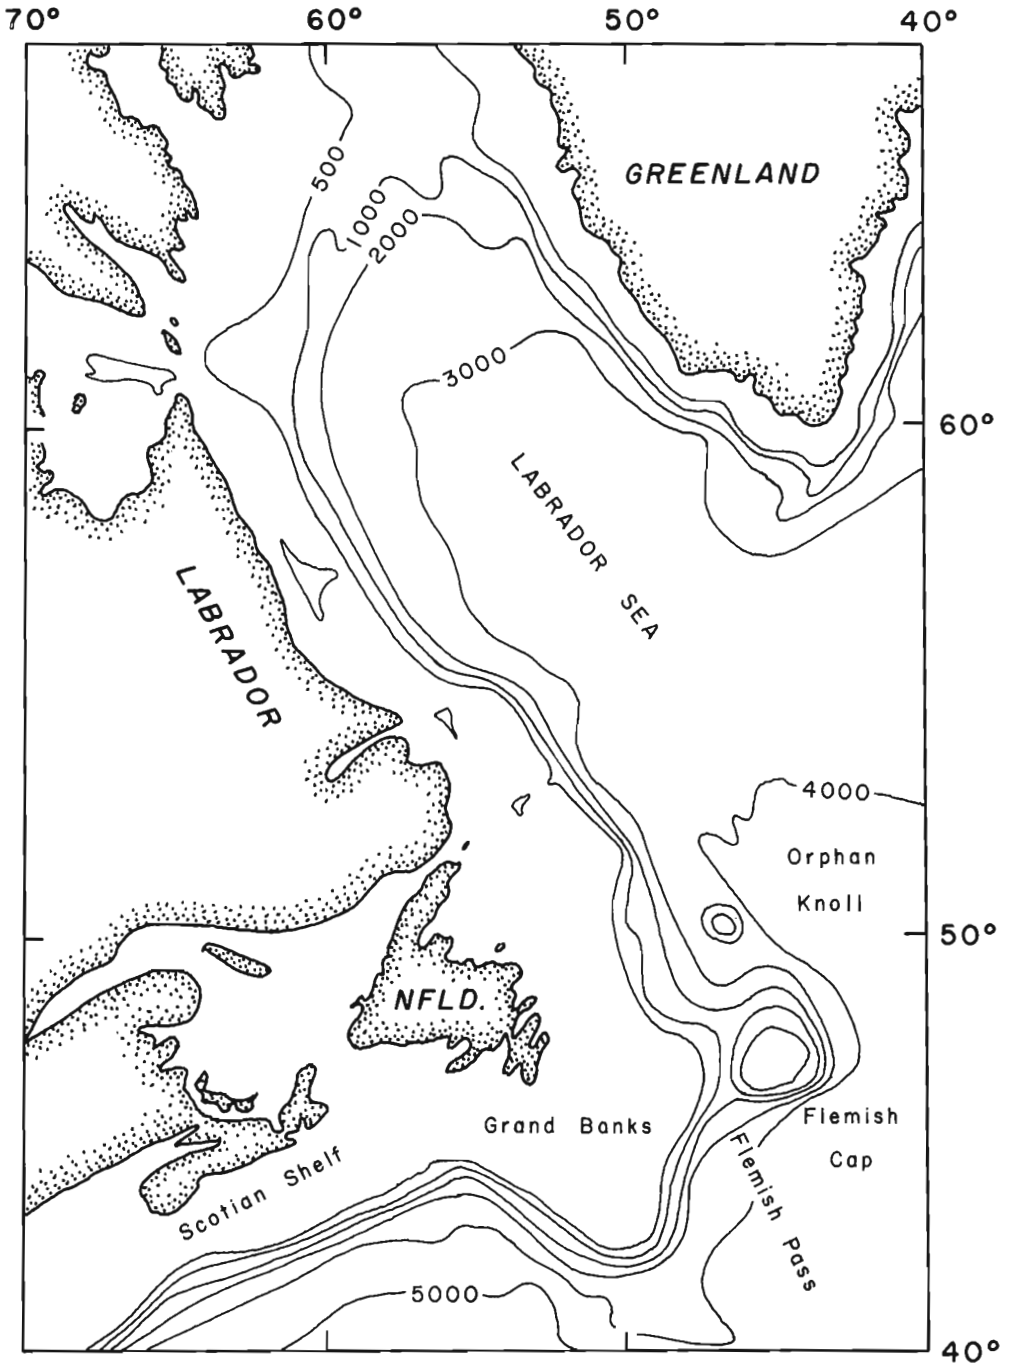 70° 60° 50° 40°
500
GREENLAND
1000
2000
3000
60°
LABRADOR SEA
LABRADOR
4000
Orphan
Knoll
50°
NFLD.
Grand Banks
Flemish
Cap
Flemish Pass
Scotian Shelf
5000
40°